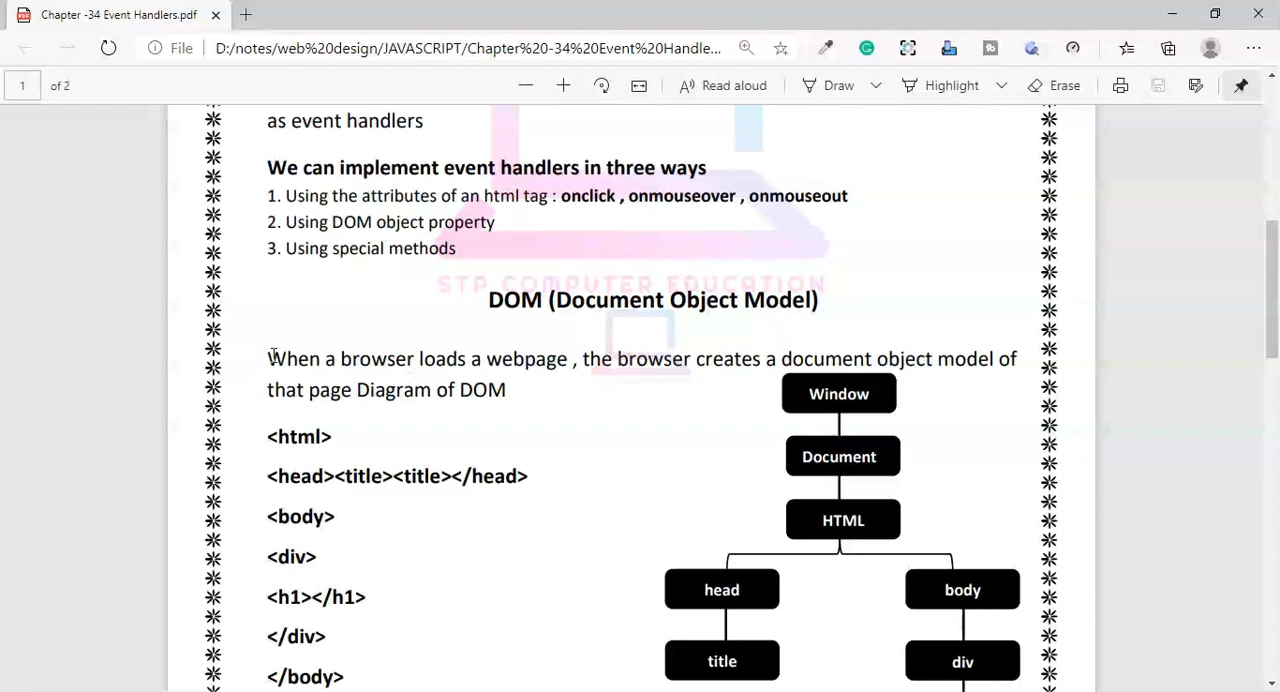 Chapter -34 Event Handlers.pdf
File D:/notes/web%20design/JAVASCRIPT/Chapter%20-34%20Event%20Handle...
1 of 2 Read aloud Draw Highlight Erase
as event handlers
We can implement event handlers in three ways
1. Using the attributes of an html tag : onclick , onmouseover , onmouseout
2. Using DOM object property
3. Using special methods
STP COMPUTER EDUCATION
DOM (Document Object Model)
When a browser loads a webpage , the browser creates a document object model of
that page Diagram of DOM
Window
<html>
Document
<head><title><title></head>
<body>
HTML
<div>
head body
<h1></h1>
</div>
title div
</body>